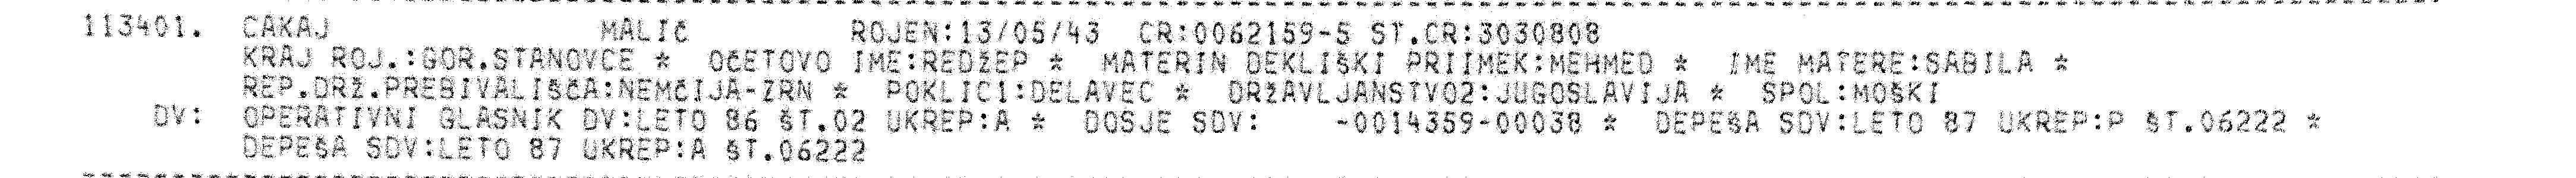 113401. CAKAJ MALIČ ROJEN:13/05/43 CR:0062159-5 ST.CR:3030808
KRAJ ROJ.:GOR.STANOVCE * OČETOVO IME:REDŽEP * MATERIN DEKLIŠKI PRIIMEK:MEHMED * IME MATERE:SABILA *
REP.DRŽ.PREBIVALIŠČA:NEMČIJA-ZRN * POKLIC1:DELAVEC * DRŽAVLJANSTVO2:JUGOSLAVIJA * SPOL:MOŠKI
DV: OPERATIVNI GLASNIK DV:LETO 86 ŠT.02 UKREP:A * DOSJE SDV: -0014359-00038 * DEPEŠA SDV:LETO 87 UKREP:P ŠT.06222 *
DEPEŠA SDV:LETO 87 UKREP:A ŠT.06222